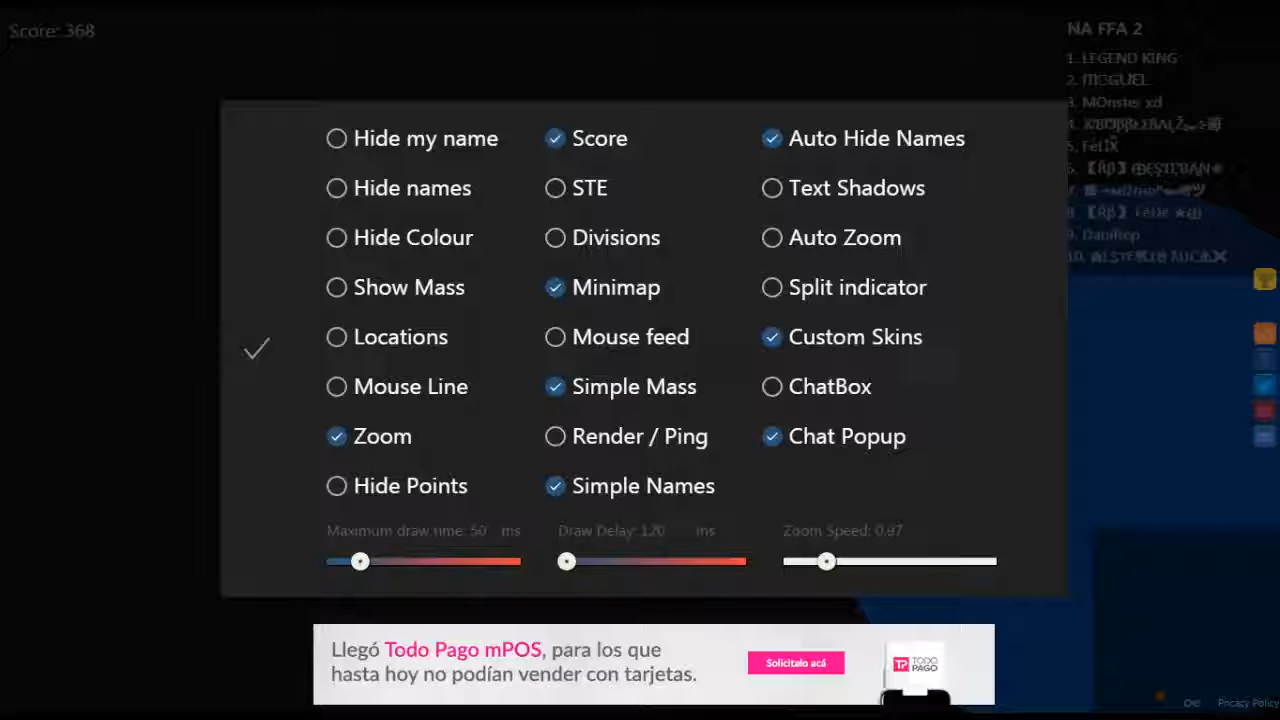 Score: 368
NA FFA 2
1. LEGEND KING
3. MOnster xd
Hide my name
Score
Auto Hide Names
Hide names
STE
Text Shadows
Hide Colour
Divisions
Auto Zoom
Show Mass
Minimap
Split indicator
Locations
Mouse feed
Custom Skins
Mouse Line
Simple Mass
ChatBox
Zoom
Render / Ping
Chat Popup
Hide Points
Simple Names
Maximum draw time: 50 ms
Draw Delay: 120 ms
Zoom Speed: 0.97
Llegó Todo Pago mPOS, para los que
hasta hoy no podían vender con tarjetas.
Solicitalo acá
TP TODO
PAGO
Privacy Policy